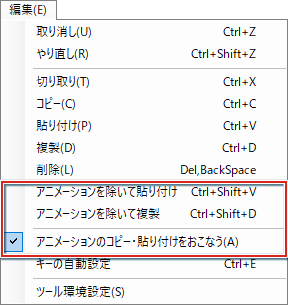 編集(E)
取り消し(U) Ctrl+Z
やり直し(R) Ctrl+Shift+Z
切り取り(T) Ctrl+X
コピー(C) Ctrl+C
貼り付け(P) Ctrl+V
複製(D) Ctrl+D
削除(L) Del,BackSpace
アニメーションを除いて貼り付け Ctrl+Shift+V
アニメーションを除いて複製 Ctrl+Shift+D
アニメーションのコピー・貼り付けをおこなう(A)
キーの自動設定 Ctrl+E
ツール環境設定(S)